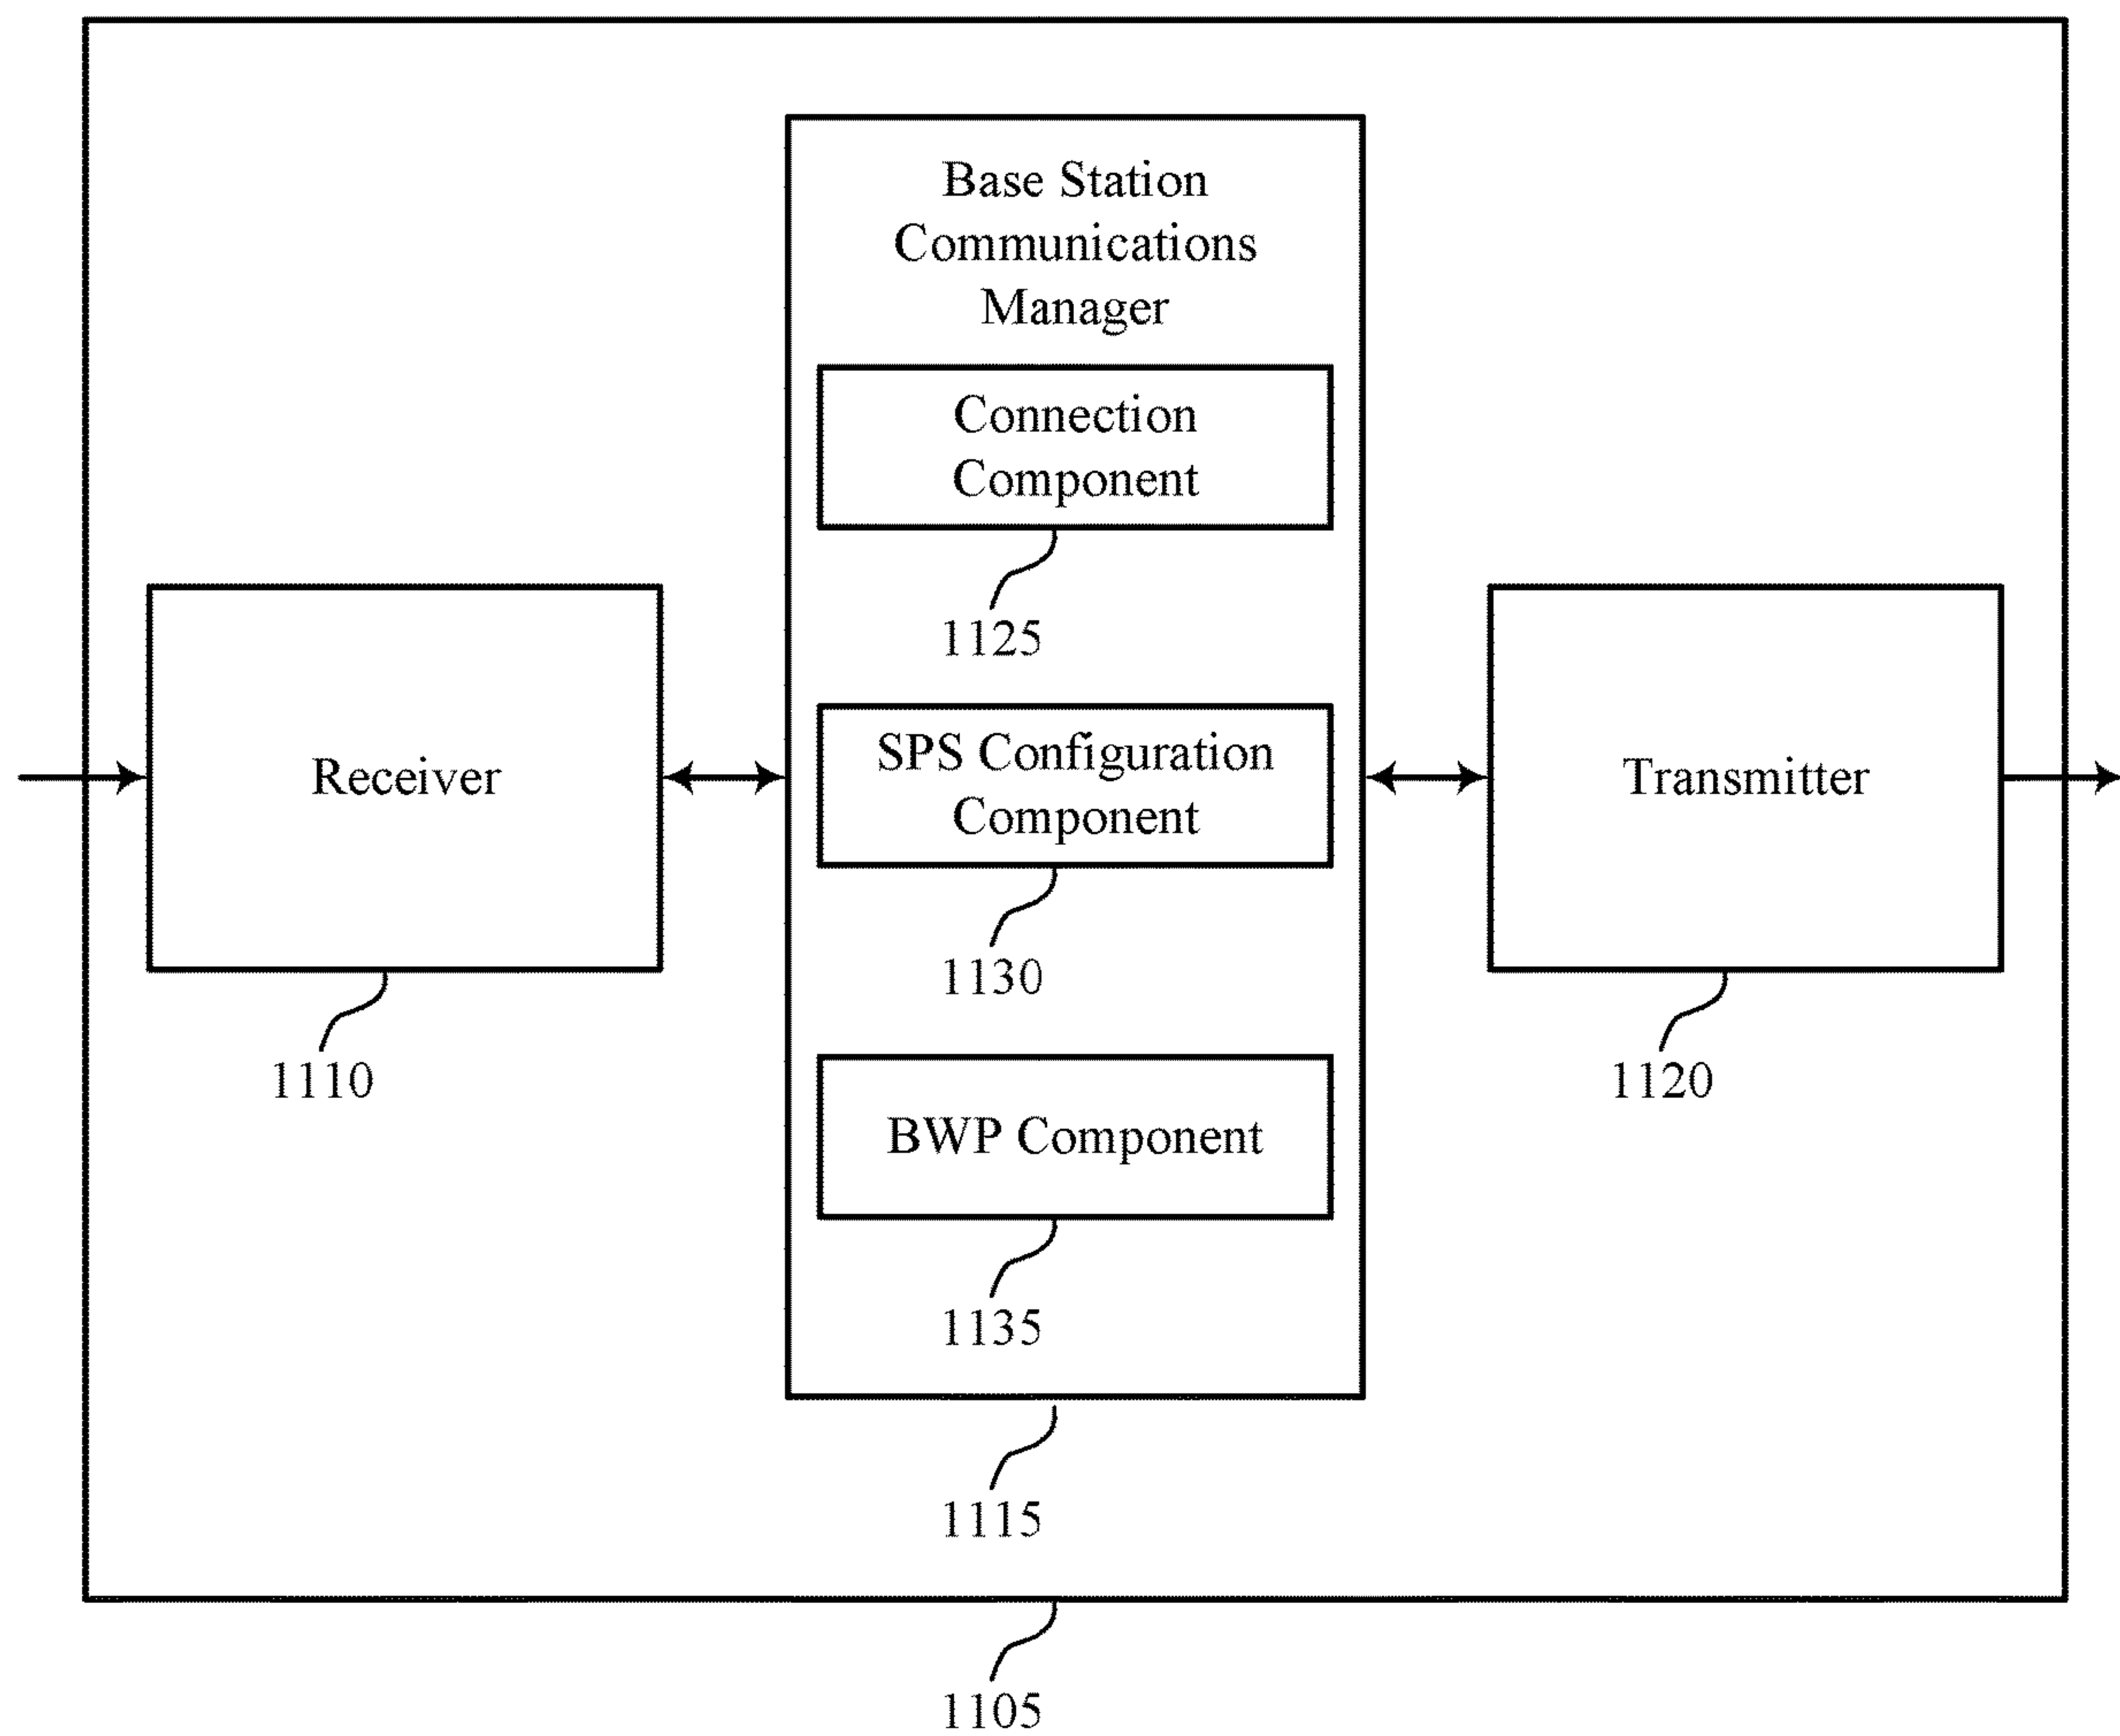 Base Station
Communications
Manager
Connection
Component
1125
Receiver
1110
SPS Configuration
Component
1130
Transmitter
1120
BWP Component
1135
1115
1105